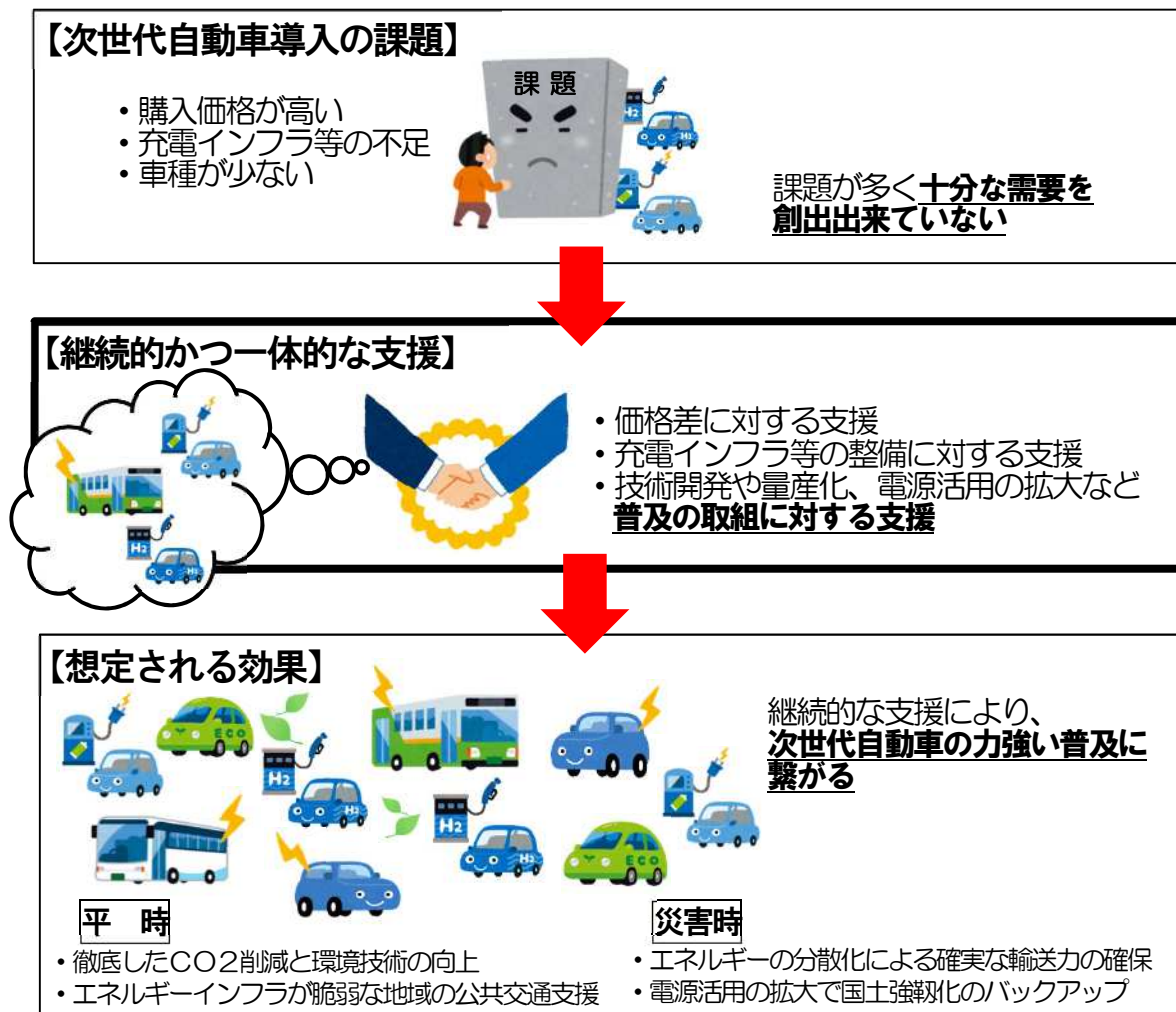 【次世代自動車導入の課題】
課 題
・購入価格が高い
・充電インフラ等の不足
・車種が少ない
H2
H2
課題が多く十分な需要を
創出出来ていない
【継続的かつ一体的な支援】
H2
H2
・価格差に対する支援
・充電インフラ等の整備に対する支援
・技術開発や量産化、電源活用の拡大など
普及の取組に対する支援
【想定される効果】
ECO
H2
H2
H2
H2
ECO
継続的な支援により、
次世代自動車の力強い普及に
繋がる
平　時
・徹底したＣＯ２削減と環境技術の向上
・エネルギーインフラが脆弱な地域の公共交通支援
災害時
・エネルギーの分散化による確実な輸送力の確保
・電源活用の拡大で国土強靱化のバックアップ